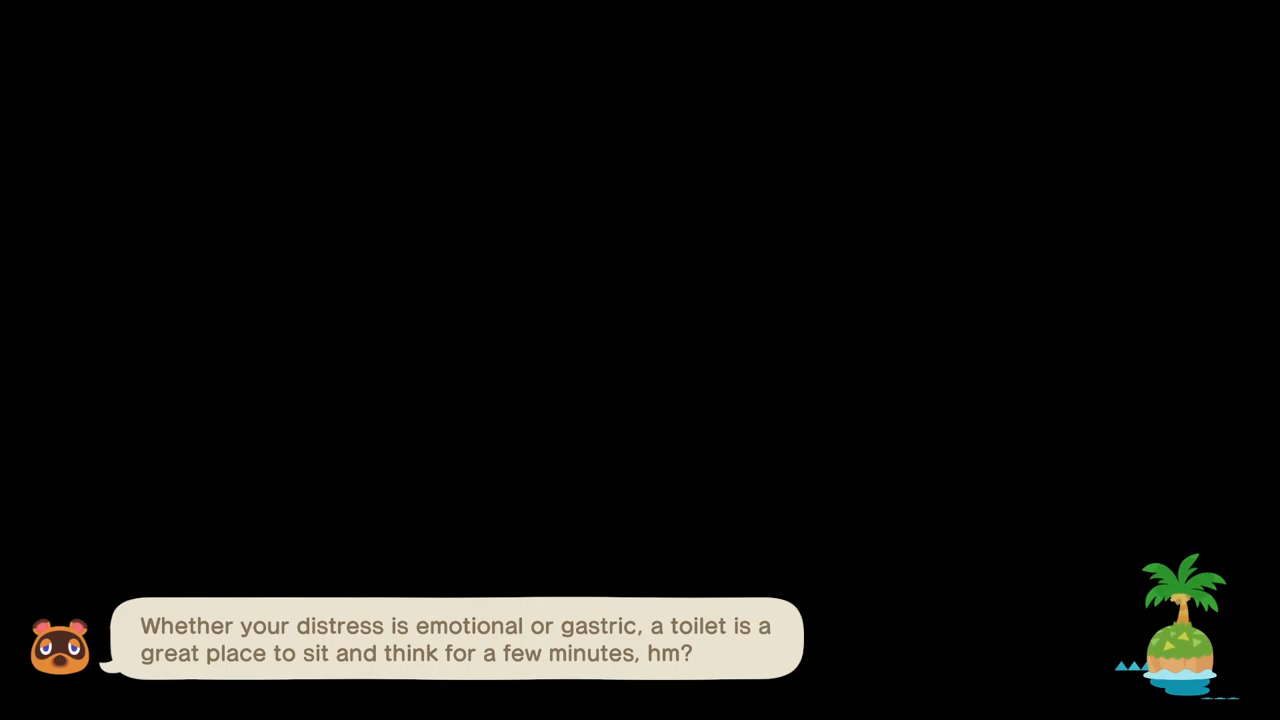 Whether your distress is emotional or gastric, a toilet is a
great place to sit and think for a few minutes, hm?